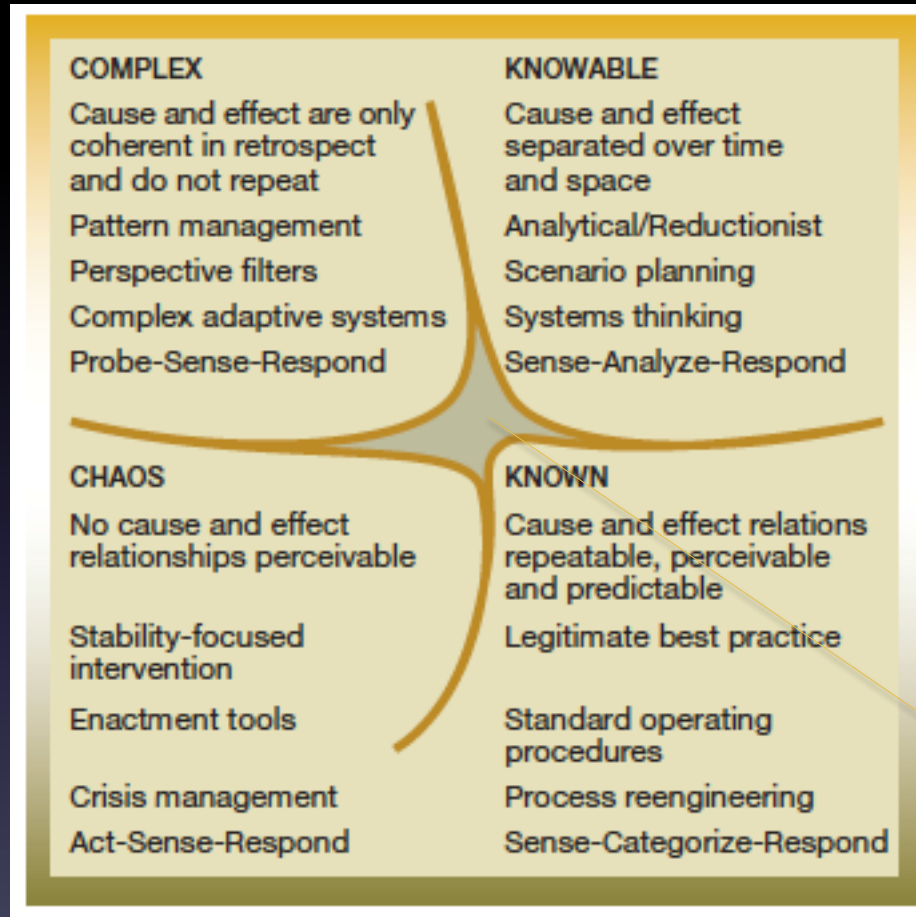 COMPLEX
Cause and effect are only
coherent in retrospect
and do not repeat
Pattern management
Perspective filters
Complex adaptive systems
Probe-Sense-Respond
KNOWABLE
Cause and effect
separated over time
and space
Analytical/Reductionist
Scenario planning
Systems thinking
Sense-Analyze-Respond
CHAOS
No cause and effect
relationships perceivable
Stability-focused
intervention
Enactment tools
Crisis management
Act-Sense-Respond
KNOWN
Cause and effect relations
repeatable, perceivable
and predictable
Legitimate best practice
Standard operating
procedures
Process reengineering
Sense-Categorize-Respond